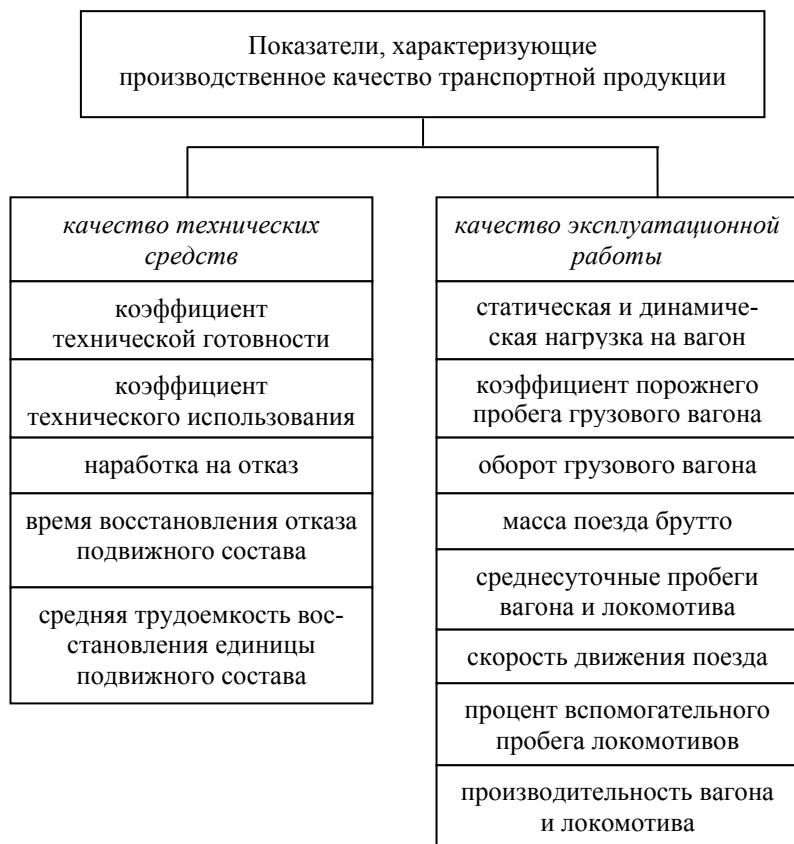 Показатели, характеризующие
производственное качество транспортной продукции
качество технических
средств
коэффициент
технической готовности
коэффициент
технического использования
наработка на отказ
время восстановления отказа
подвижного состава
средняя трудоемкость вос-
становления единицы
подвижного состава
качество эксплуатационной
работы
статическая и динамиче-
ская нагрузка на вагон
коэффициент порожнего
пробега грузового вагона
оборот грузового вагона
масса поезда брутто
среднесуточные пробеги
вагона и локомотива
скорость движения поезда
процент вспомогательного
пробега локомотивов
производительность вагона
и локомотива